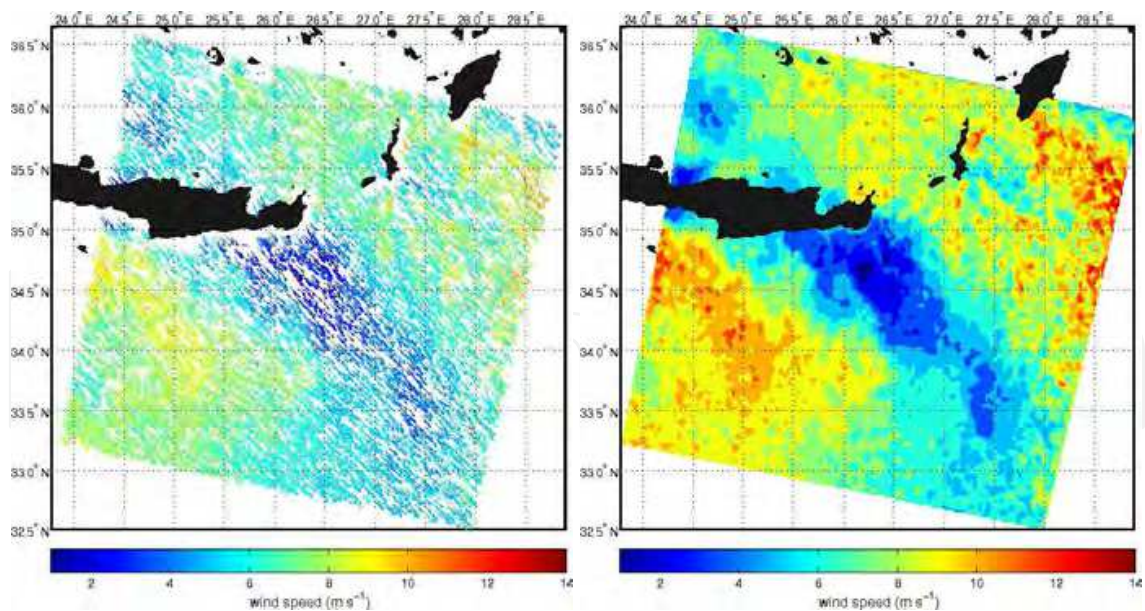 24.0° E 24.5° E 25.0° E 25.5° E 26.0° E 26.5° E 27.0° E 27.5° E 28.0° E 28.5° E
24.0° E 24.5° E 25.0° E 25.5° E 26.0° E 26.5° E 27.0° E 27.5° E 28.0° E 28.5° E
36.5° N
36.0° N
35.5° N
35.0° N
34.5° N
34.0° N
33.5° N
33.0° N
32.5° N
36.5° N
36.0° N
35.5° N
35.0° N
34.5° N
34.0° N
33.5° N
33.0° N
32.5° N
2 4 6 8 10 12 14
wind speed (m s⁻¹)
2 4 6 8 10 12 14
wind speed (m s⁻¹)